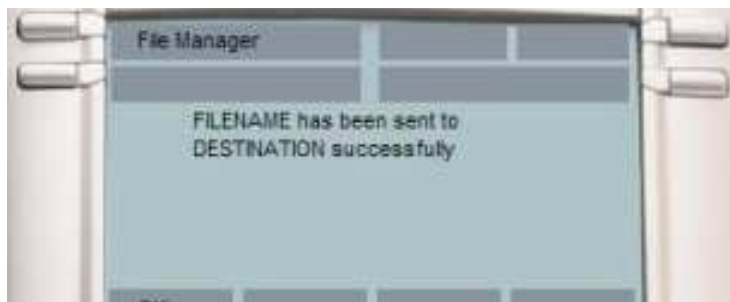 File Manager
FILENAME has been sent to
DESTINATION successfully